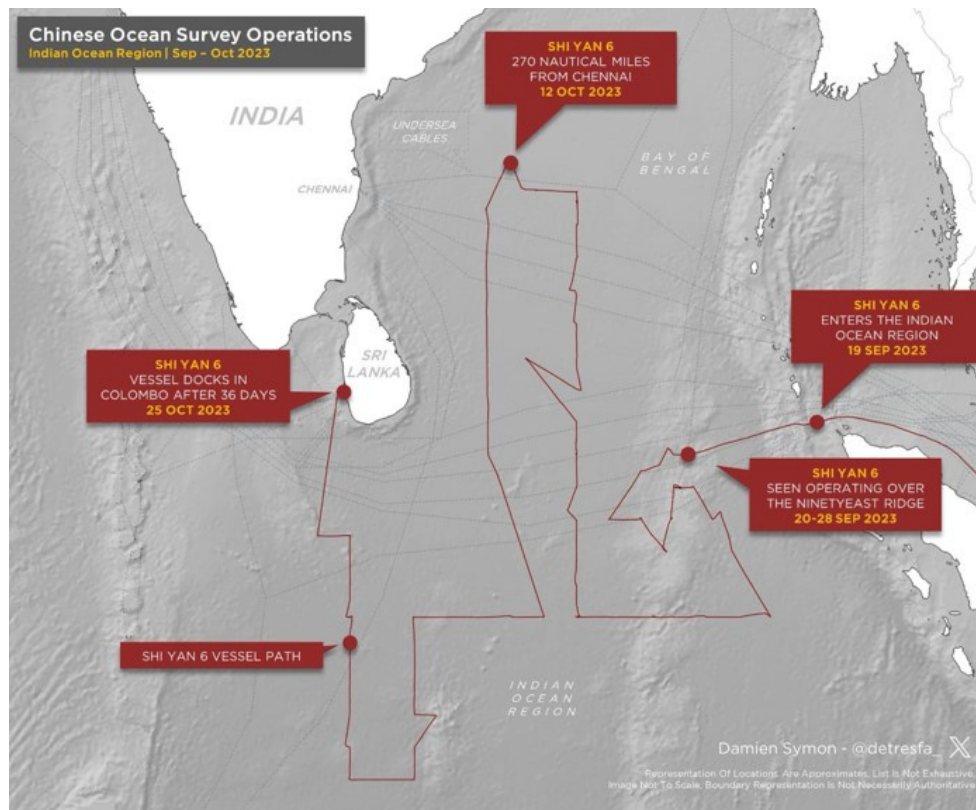 Chinese Ocean Survey Operations
Indian Ocean Region | Sep – Oct 2023
SHI YAN 6
270 NAUTICAL MILES
FROM CHENNAI
12 OCT 2023
INDIA
UNDERSEA
CABLES
BAY OF
BENGAL
CHENNAI
SHI YAN 6
ENTERS THE INDIAN
OCEAN REGION
19 SEP 2023
SRI
LANKA
SHI YAN 6
VESSEL DOCKS IN
COLOMBO AFTER 36 DAYS
25 OCT 2023
SHI YAN 6
SEEN OPERATING OVER
THE NINETYEAST RIDGE
20-28 SEP 2023
SHI YAN 6 VESSEL PATH
INDIAN
OCEAN
REGION
Damien Symon - @detresfa_ X
Representation Of Locations Are Approximates, List Is Not Exhaustive,
Image Not To Scale, Boundary Representation Is Not Necessarily Authoritative.